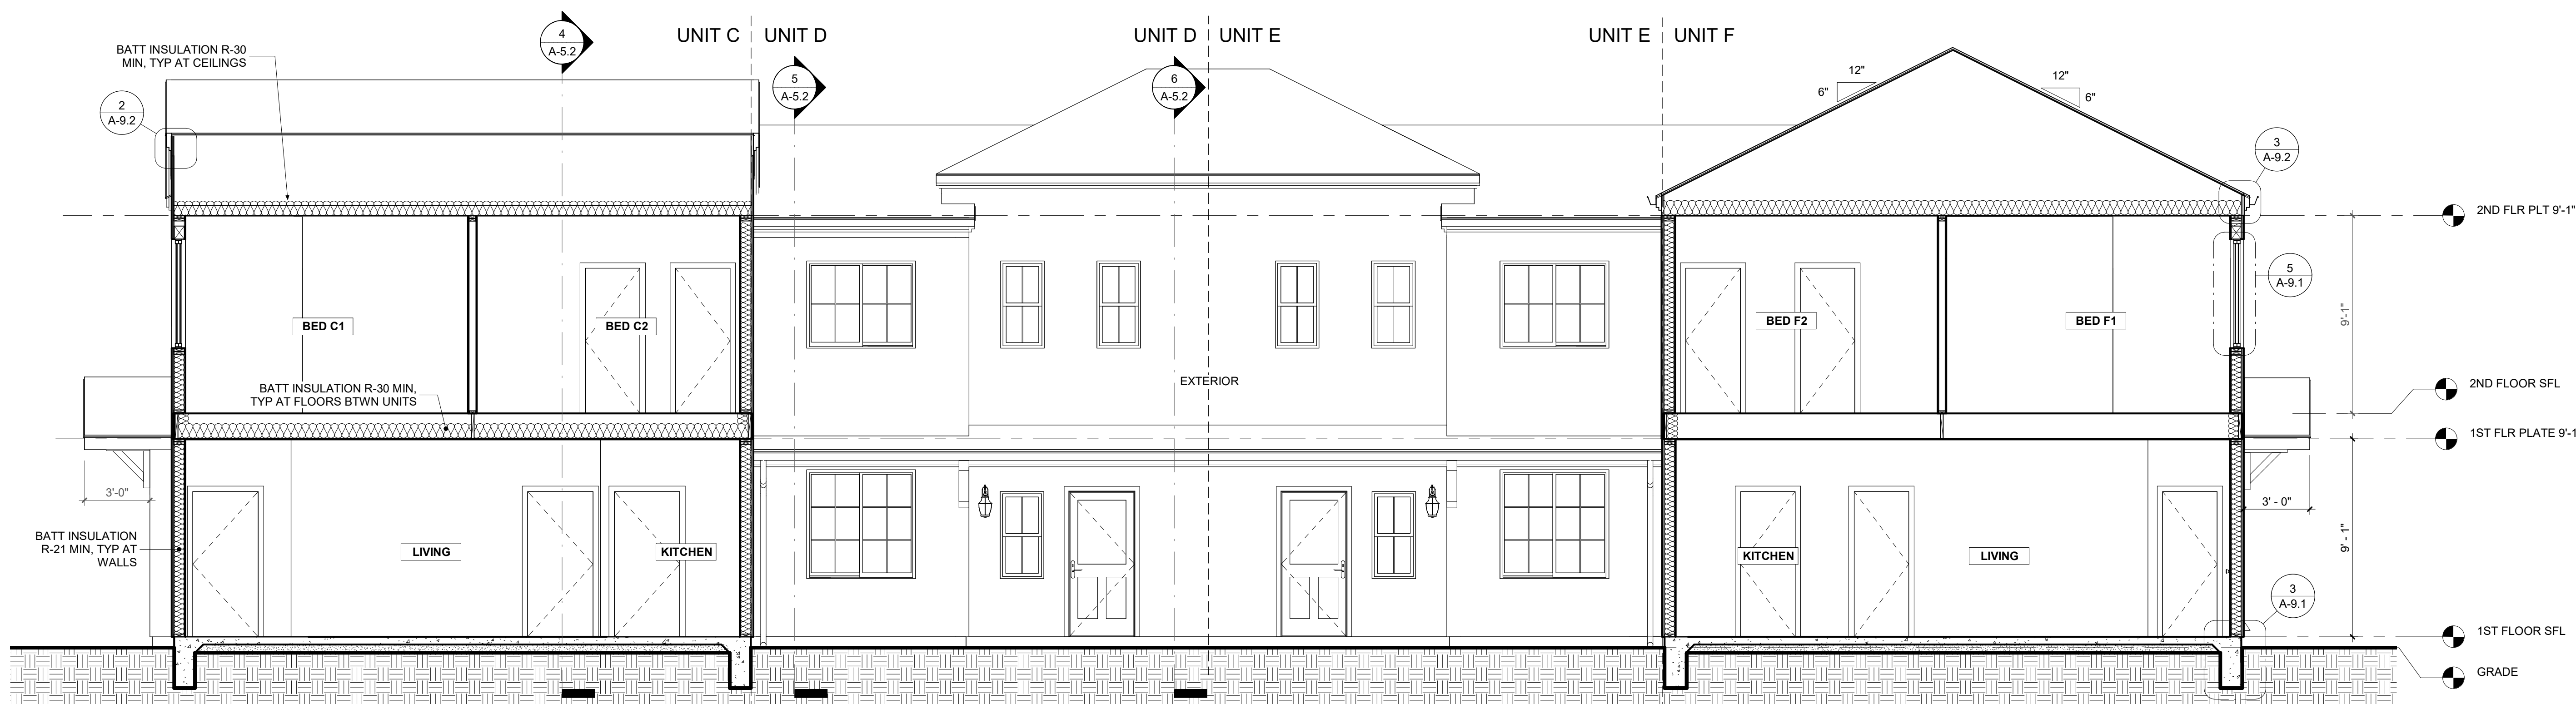 UNIT C
UNIT D
UNIT D
UNIT E
UNIT E
UNIT F
4
A-5.2
5
A-5.2
6
A-5.2
BATT INSULATION R-30
MIN, TYP AT CEILINGS
2
A-9.2
12"
6"
12"
6"
3
A-9.2
2ND FLR PLT 9'-1"
5
A-9.1
9'-1"
BED C1
BED C2
BED F2
BED F1
EXTERIOR
BATT INSULATION R-30 MIN,
TYP AT FLOORS BTWN UNITS
2ND FLOOR SFL
1ST FLR PLATE 9'-1
3'-0"
3' - 0"
BATT INSULATION
R-21 MIN, TYP AT
WALLS
LIVING
KITCHEN
KITCHEN
LIVING
9' - 1"
3
A-9.1
1ST FLOOR SFL
GRADE